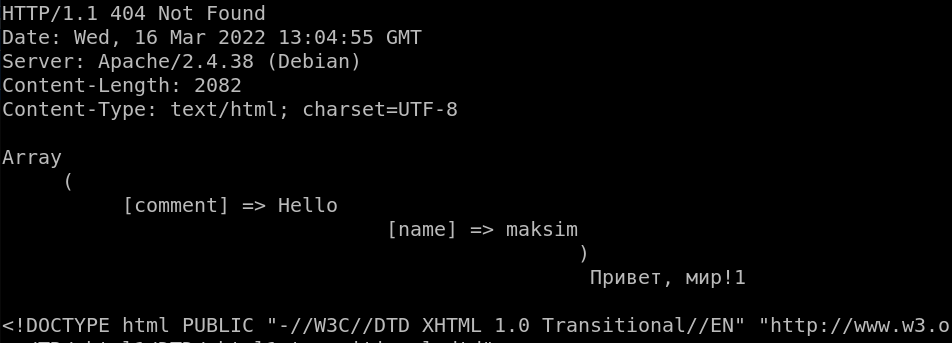 HTTP/1.1 404 Not Found
Date: Wed, 16 Mar 2022 13:04:55 GMT
Server: Apache/2.4.38 (Debian)
Content-Length: 2082
Content-Type: text/html; charset=UTF-8
Array
(
[comment] => Hello
[name] => maksim
)
Привет, мир!1
<!DOCTYPE html PUBLIC "-//W3C//DTD XHTML 1.0 Transitional//EN" "http://www.w3.o